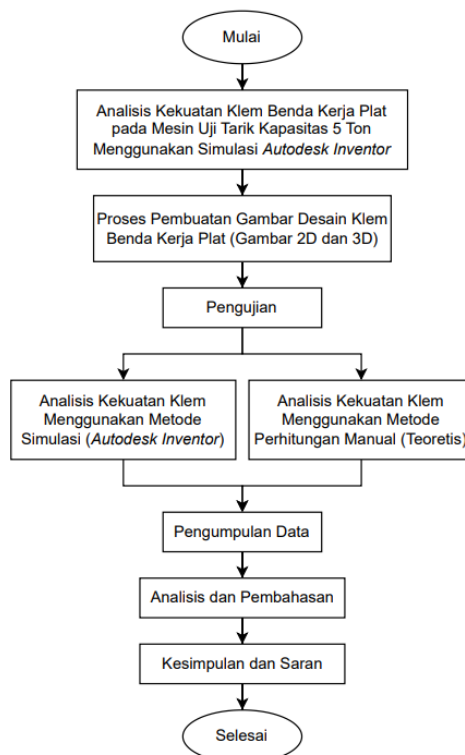 Mulai
Analisis Kekuatan Klem Benda Kerja Plat
pada Mesin Uji Tarik Kapasitas 5 Ton
Menggunakan Simulasi Autodesk Inventor
Proses Pembuatan Gambar Desain Klem
Benda Kerja Plat (Gambar 2D dan 3D)
Pengujian
Analisis Kekuatan Klem
Menggunakan Metode
Simulasi (Autodesk Inventor)
Analisis Kekuatan Klem
Menggunakan Metode
Perhitungan Manual (Teoretis)
Pengumpulan Data
Analisis dan Pembahasan
Kesimpulan dan Saran
Selesai